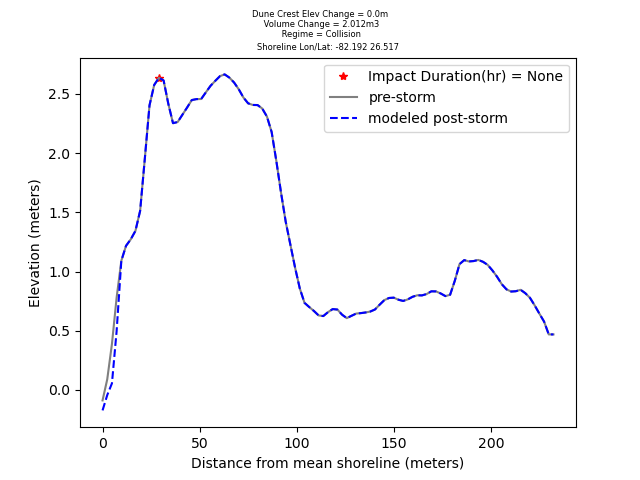 Dune Crest Elev Change = 0.0m
Volume Change = 2.012m3
Regime = Collision
Shoreline Lon/Lat: -82.192 26.517
Impact Duration(hr) = None
pre-storm
modeled post-storm
2.5
2.0
1.5
1.0
0.5
0.0
Elevation (meters)
0
50
100
150
200
Distance from mean shoreline (meters)